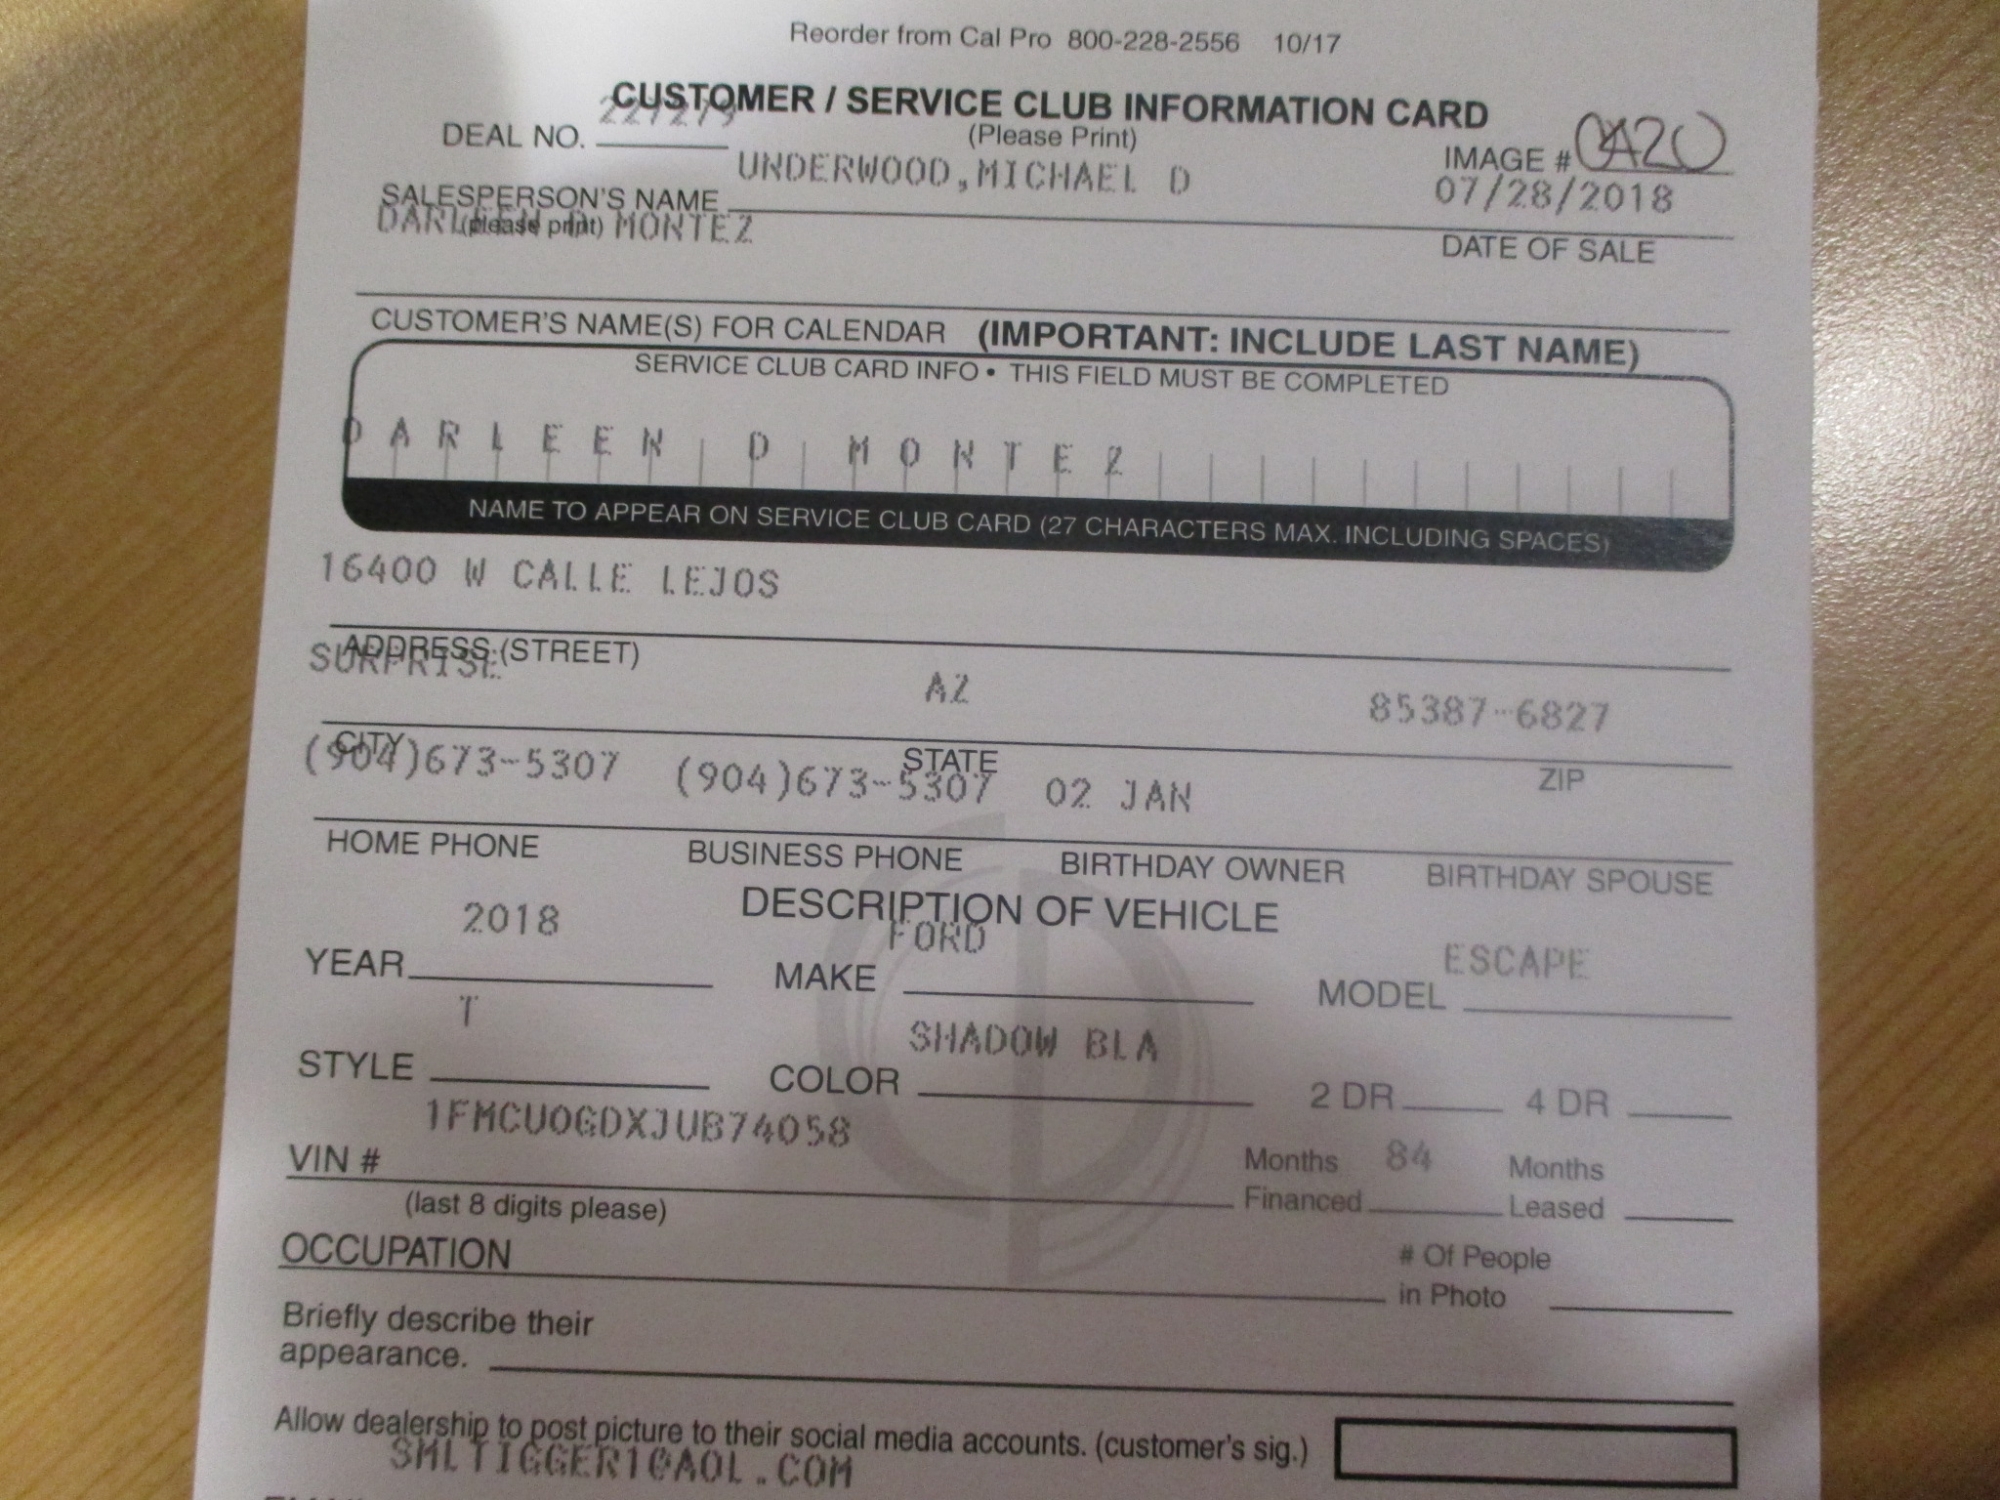 Reorder from Cal Pro 800-228-2556 10/17
CUSTOMER / SERVICE CLUB INFORMATION CARD
(Please Print)
DEAL NO. 227279
IMAGE #
UNDERWOOD,MICHAEL D
07/28/2018
SALESPERSON'S NAME
(please print)
DATE OF SALE
DARLEEN D MONTEZ
CUSTOMER'S NAME(S) FOR CALENDAR (IMPORTANT: INCLUDE LAST NAME)
SERVICE CLUB CARD INFO • THIS FIELD MUST BE COMPLETED
DARLEEN D MONTEZ
NAME TO APPEAR ON SERVICE CLUB CARD (27 CHARACTERS MAX. INCLUDING SPACES)
16400 W CALLE LEJOS
ADDRESS (STREET)
SURPRISE AZ 85387-6827
CITY STATE ZIP
(904)673-5307 (904)673-5307 02 JAN
HOME PHONE BUSINESS PHONE BIRTHDAY OWNER BIRTHDAY SPOUSE
DESCRIPTION OF VEHICLE
2018 FORD ESCAPE
YEAR MAKE MODEL
T SHADOW BLA
STYLE COLOR 2 DR 4 DR
1FMCU0GDXJUB74058
VIN #
(last 8 digits please)
Months Financed 84 Months Leased
OCCUPATION
# Of People in Photo
Briefly describe their
appearance.
Allow dealership to post picture to their social media accounts. (customer's sig.)
SMLTIGGER1@AOL.COM